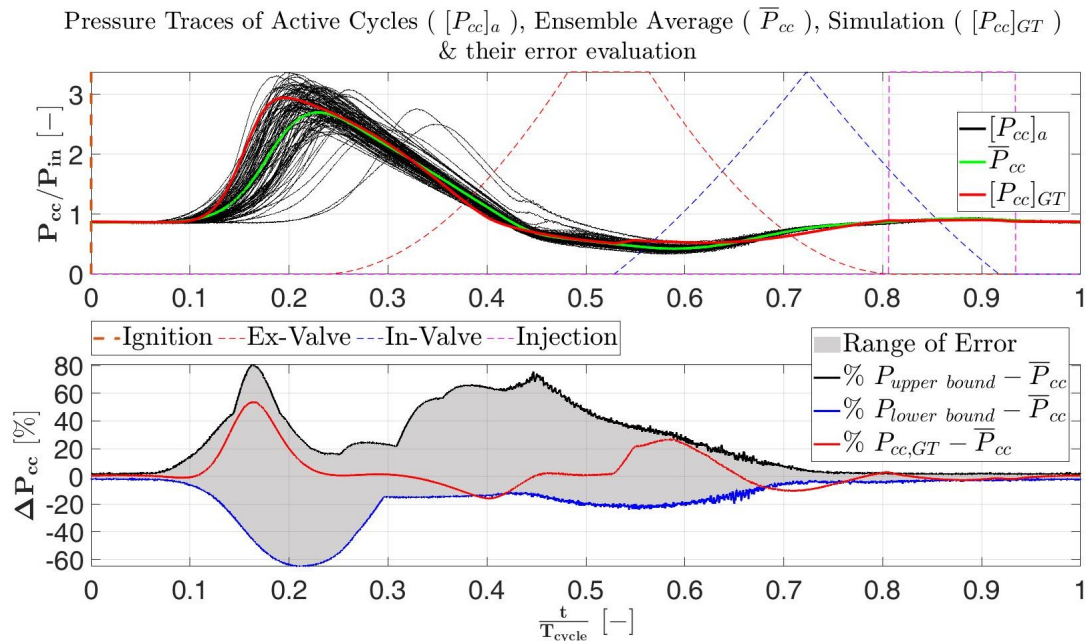 Pressure Traces of Active Cycles ( [P_cc]_a ), Ensemble Average ( P̅_cc ), Simulation ( [P_cc]_GT )
& their error evaluation
P_cc/P_in [−]
3
2
1
0
[P_cc]_a
P̅_cc
[P_cc]_GT
0 0.1 0.2 0.3 0.4 0.5 0.6 0.7 0.8 0.9 1
Ignition Ex-Valve In-Valve Injection
ΔP_cc [%]
80
60
40
20
0
-20
-40
-60
Range of Error
% P_upper bound − P̅_cc
% P_lower bound − P̅_cc
% P_cc,GT − P̅_cc
0 0.1 0.2 0.3 0.4 0.5 0.6 0.7 0.8 0.9 1
t/T_cycle [−]